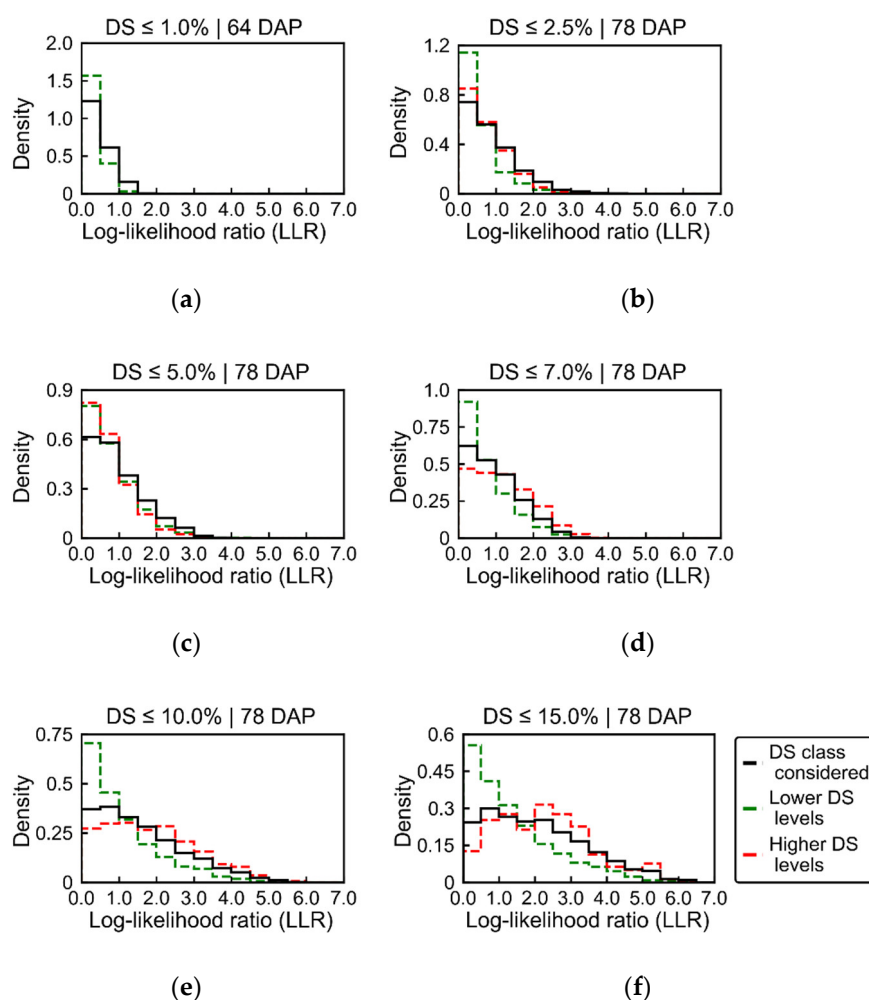 DS ≤ 1.0% | 64 DAP
DS ≤ 2.5% | 78 DAP
2.0
1.5
1.0
0.5
0
Density
0.0 1.0 2.0 3.0 4.0 5.0 6.0 7.0
Log-likelihood ratio (LLR)
1.2
0.8
0.4
0
Density
0.0 1.0 2.0 3.0 4.0 5.0 6.0 7.0
Log-likelihood ratio (LLR)
(a)
(b)
DS ≤ 5.0% | 78 DAP
DS ≤ 7.0% | 78 DAP
0.9
0.6
0.3
0
Density
0.0 1.0 2.0 3.0 4.0 5.0 6.0 7.0
Log-likelihood ratio (LLR)
1.0
0.75
0.5
0.25
0
Density
0.0 1.0 2.0 3.0 4.0 5.0 6.0 7.0
Log-likelihood ratio (LLR)
(c)
(d)
DS ≤ 10.0% | 78 DAP
DS ≤ 15.0% | 78 DAP
0.75
0.5
0.25
0
Density
0.0 1.0 2.0 3.0 4.0 5.0 6.0 7.0
Log-likelihood ratio (LLR)
0.6
0.45
0.3
0.15
0
Density
0.0 1.0 2.0 3.0 4.0 5.0 6.0 7.0
Log-likelihood ratio (LLR)
DS class
considered
Lower DS
levels
Higher DS
levels
(e)
(f)